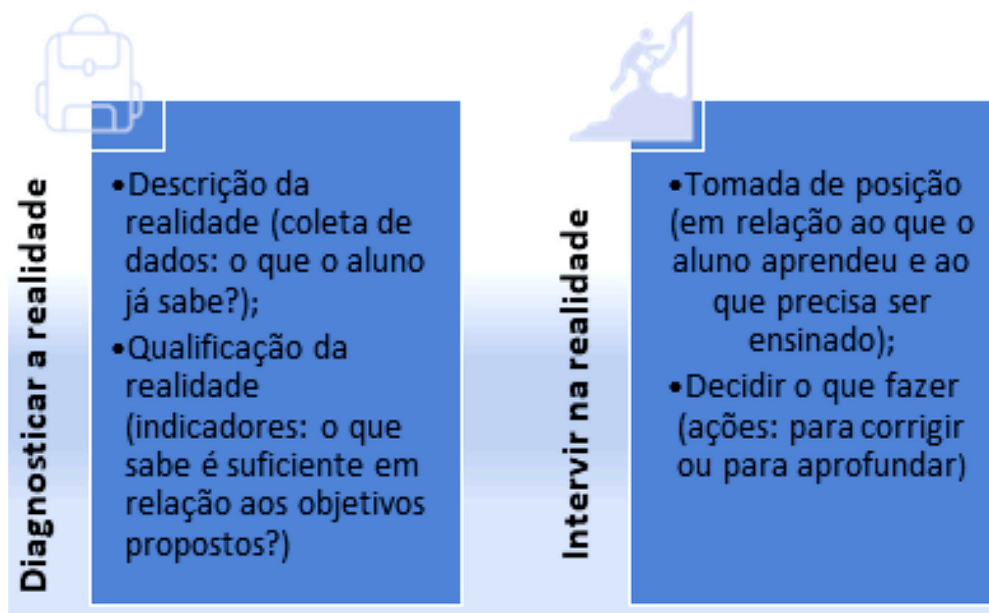 Diagnosticar a realidade
•Descrição da
realidade (coleta de
dados: o que o aluno
já sabe?);
•Qualificação da
realidade
(indicadores: o que
sabe é suficiente em
relação aos objetivos
propostos?)
Intervir na realidade
•Tomada de posição
(em relação ao que o
aluno aprendeu e ao
que precisa ser
ensinado);
•Decidir o que fazer
(ações: para corrigir
ou para aprofundar)